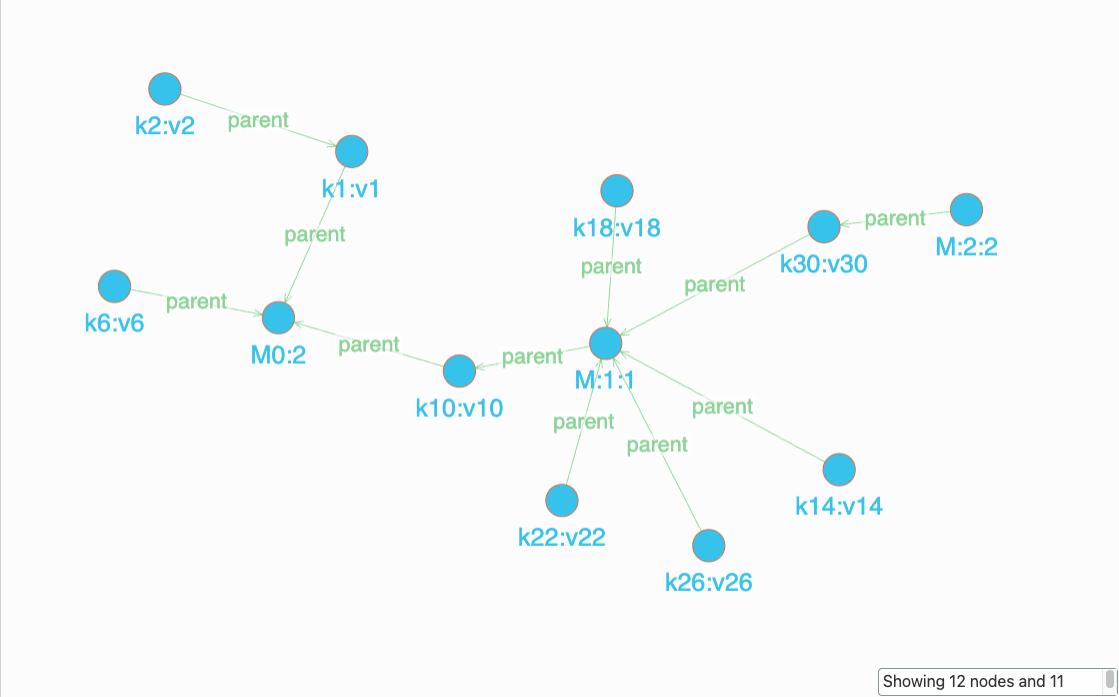 k2:v2
parent
k1:v1
k18:v18
parent
M:2:2
parent
k30:v30
parent
parent
parent
k6:v6
parent
M0:2
parent
parent
M:1:1
k10:v10
parent
parent
parent
k14:v14
k22:v22
k26:v26
Showing 12 nodes and 11